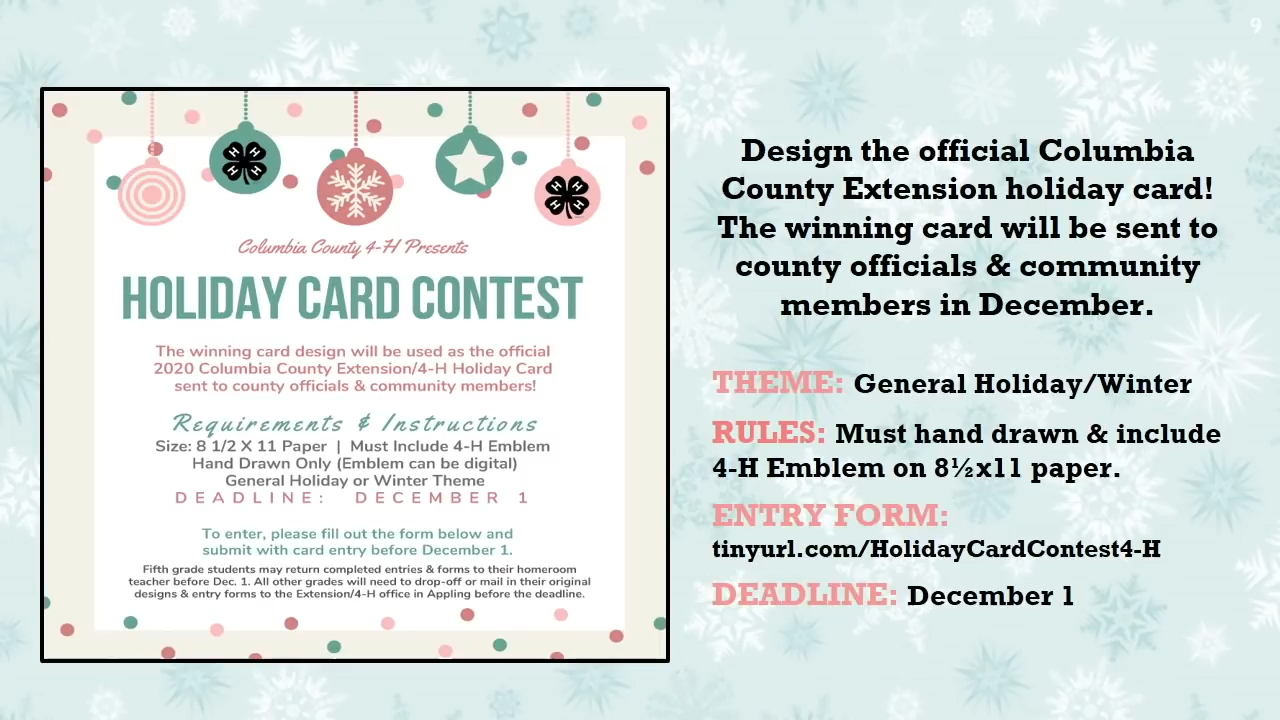 9
H H H H
H H H H
Columbia County 4-H Presents
HOLIDAY CARD CONTEST
The winning card design will be used as the official
2020 Columbia County Extension/4-H Holiday Card
sent to county officials & community members!
Requirements & Instructions
Size: 8 1/2 X 11 Paper | Must Include 4-H Emblem
Hand Drawn Only (Emblem can be digital)
General Holiday or Winter Theme
DEADLINE: DECEMBER 1
To enter, please fill out the form below and
submit with card entry before December 1.
Fifth grade students may return completed entries & forms to their homeroom
teacher before Dec. 1. All other grades will need to drop-off or mail in their original
designs & entry forms to the Extension/4-H office in Appling before the deadline.
Design the official Columbia
County Extension holiday card!
The winning card will be sent to
county officials & community
members in December.
THEME: General Holiday/Winter
RULES: Must hand drawn & include
4-H Emblem on 8½x11 paper.
ENTRY FORM:
tinyurl.com/HolidayCardContest4-H
DEADLINE: December 1